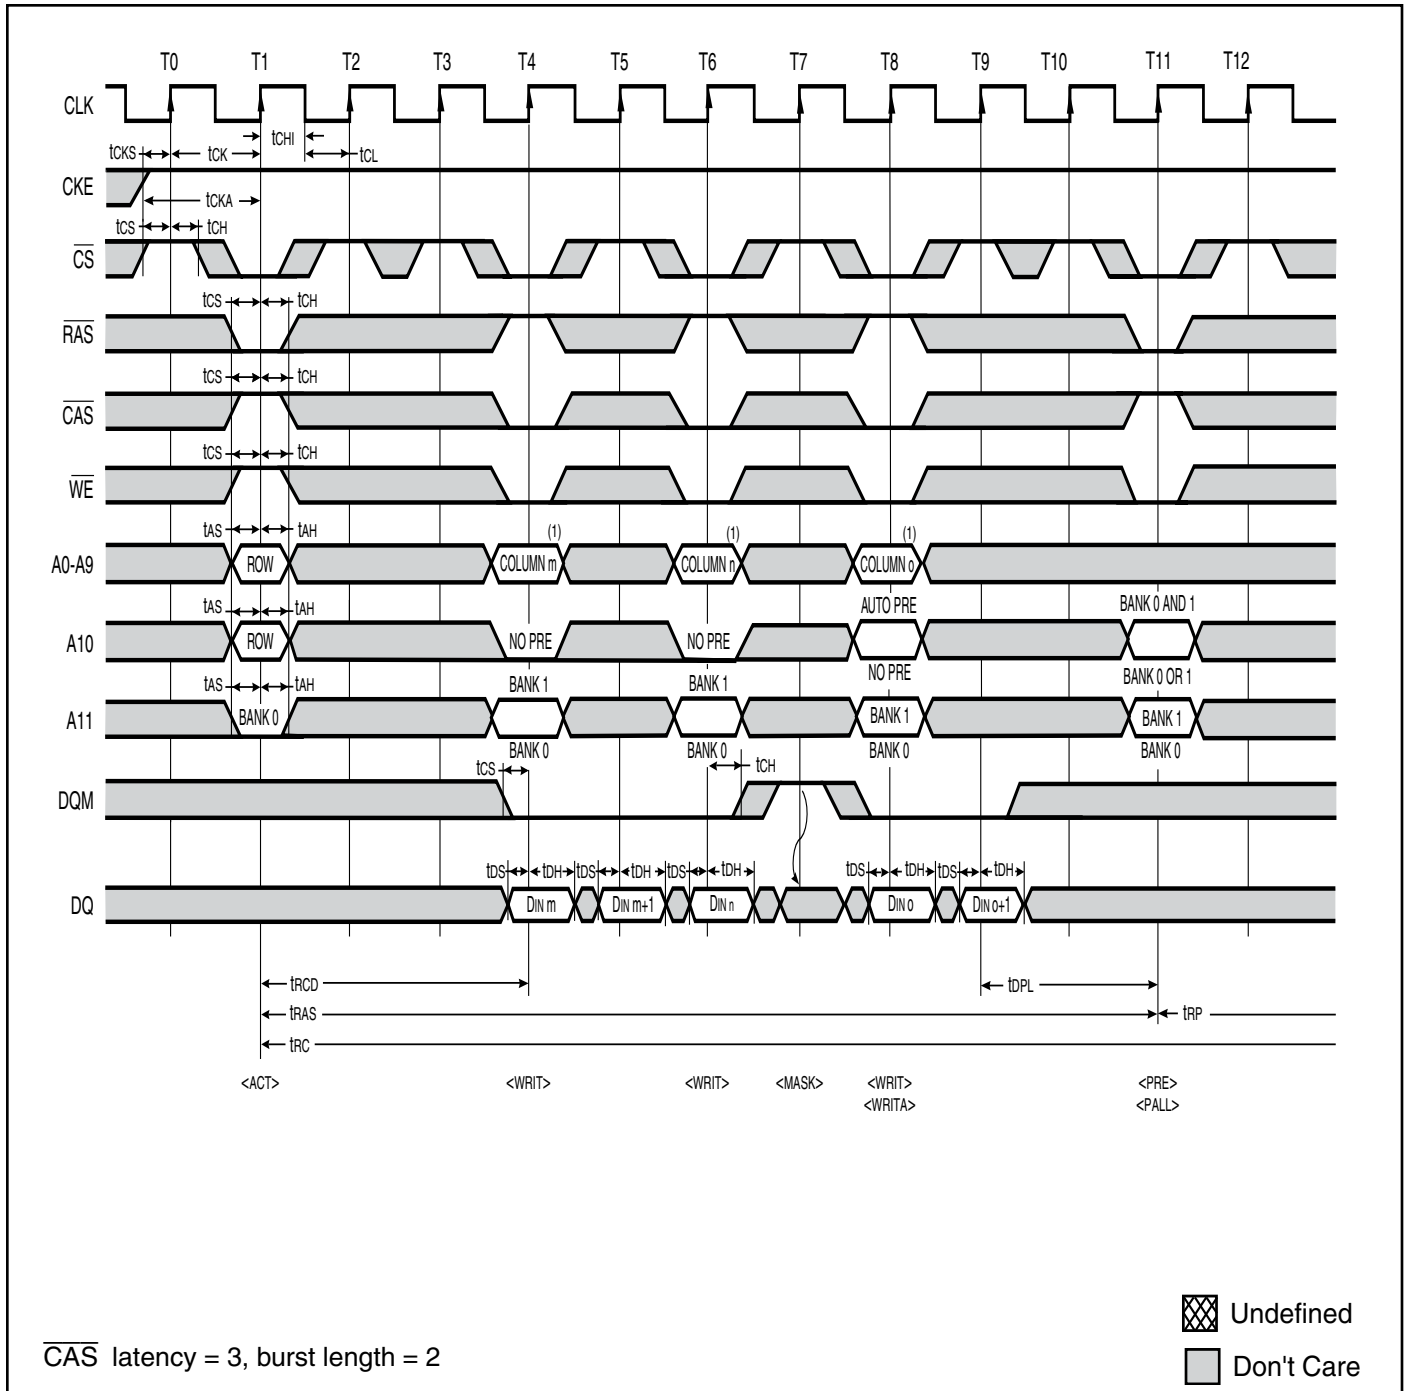 T0 T1 T2 T3 T4 T5 T6 T7 T8 T9 T10 T11 T12
CLK
tCHI
tCKS tCK tCL
CKE
tCKA
tCS tCH
CS
tCS tCH
RAS
tCS tCH
CAS
tCS tCH
WE
tAS tAH (1) (1) (1)
A0-A9 ROW COLUMN m COLUMN n COLUMN o
tAS tAH AUTO PRE BANK 0 AND 1
A10 ROW NO PRE NO PRE
NO PRE BANK 0 OR 1
tAS tAH BANK 1 BANK 1
A11 BANK 0 BANK 1 BANK 1
BANK 0 BANK 0 BANK 0 BANK 0
tCS tCH
DQM
tDS tDH tDS tDH tDS tDH tDS tDH tDS tDH
DQ DIN m DIN m+1 DIN n DIN o DIN o+1
tRCD tDPL
tRAS tRP
tRC
<ACT> <WRIT> <WRIT> <MASK> <WRIT> <PRE>
<WRITA> <PALL>
Undefined
CAS latency = 3, burst length = 2
Don't Care